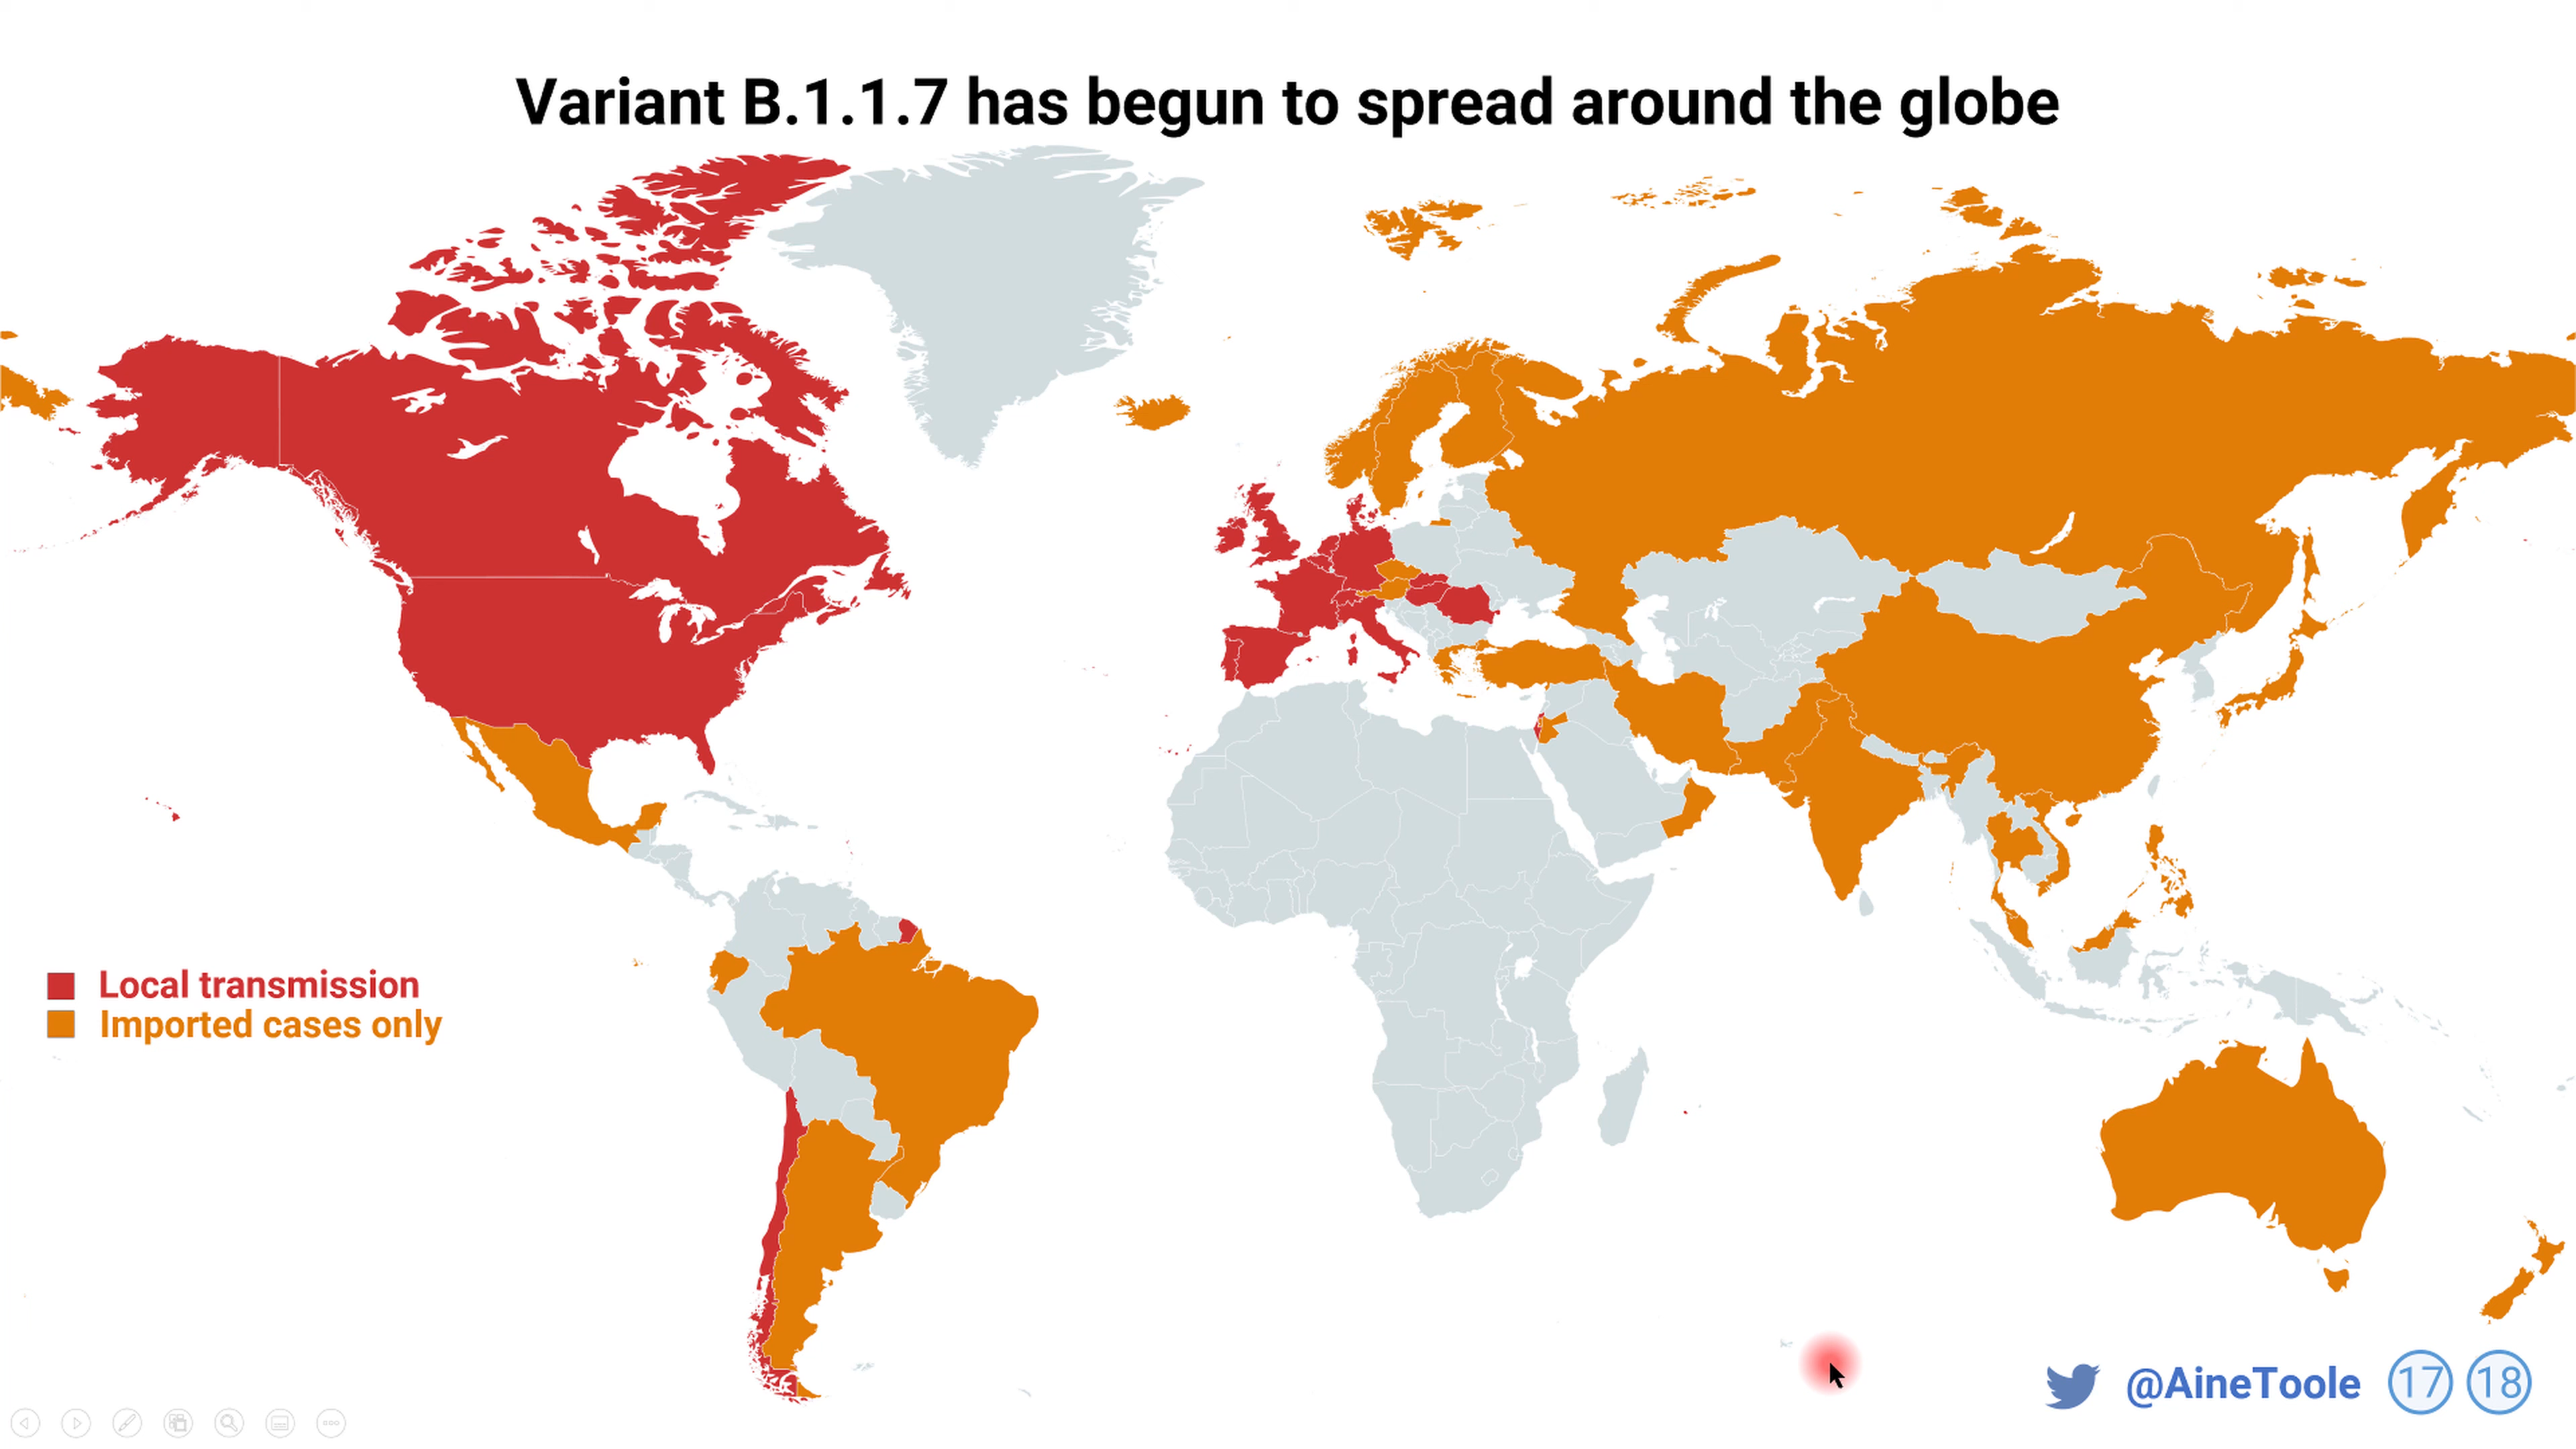 Variant B.1.1.7 has begun to spread around the globe
Local transmission
Imported cases only
@AineToole 17 18